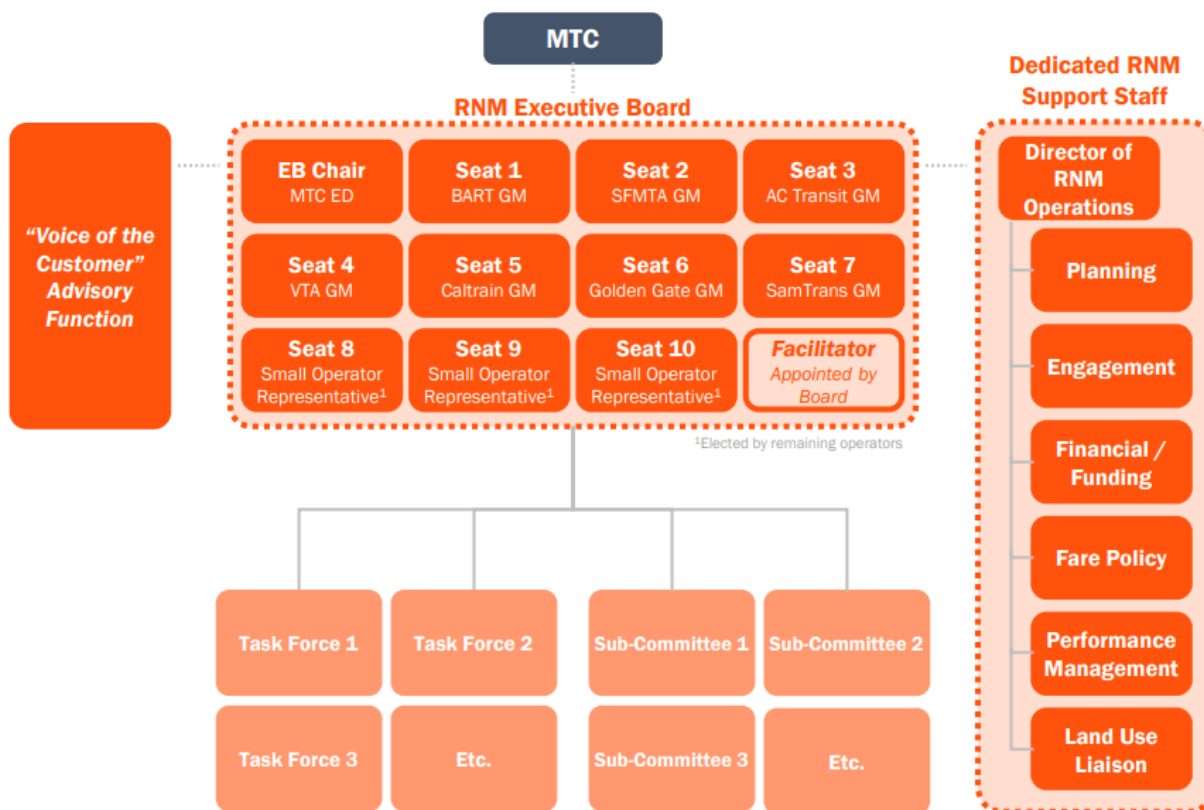 MTC
RNM Executive Board
“Voice of the
Customer”
Advisory
Function
EB Chair
MTC ED
Seat 1
BART GM
Seat 2
SFMTA GM
Seat 3
AC Transit GM
Seat 4
VTA GM
Seat 5
Caltrain GM
Seat 6
Golden Gate GM
Seat 7
SamTrans GM
Seat 8
Small Operator
Representative¹
Seat 9
Small Operator
Representative¹
Seat 10
Small Operator
Representative¹
Facilitator
Appointed by
Board
¹Elected by remaining operators
Task Force 1
Task Force 2
Sub-Committee 1
Sub-Committee 2
Task Force 3
Etc.
Sub-Committee 3
Etc.
Dedicated RNM
Support Staff
Director of
RNM
Operations
Planning
Engagement
Financial /
Funding
Fare Policy
Performance
Management
Land Use
Liaison